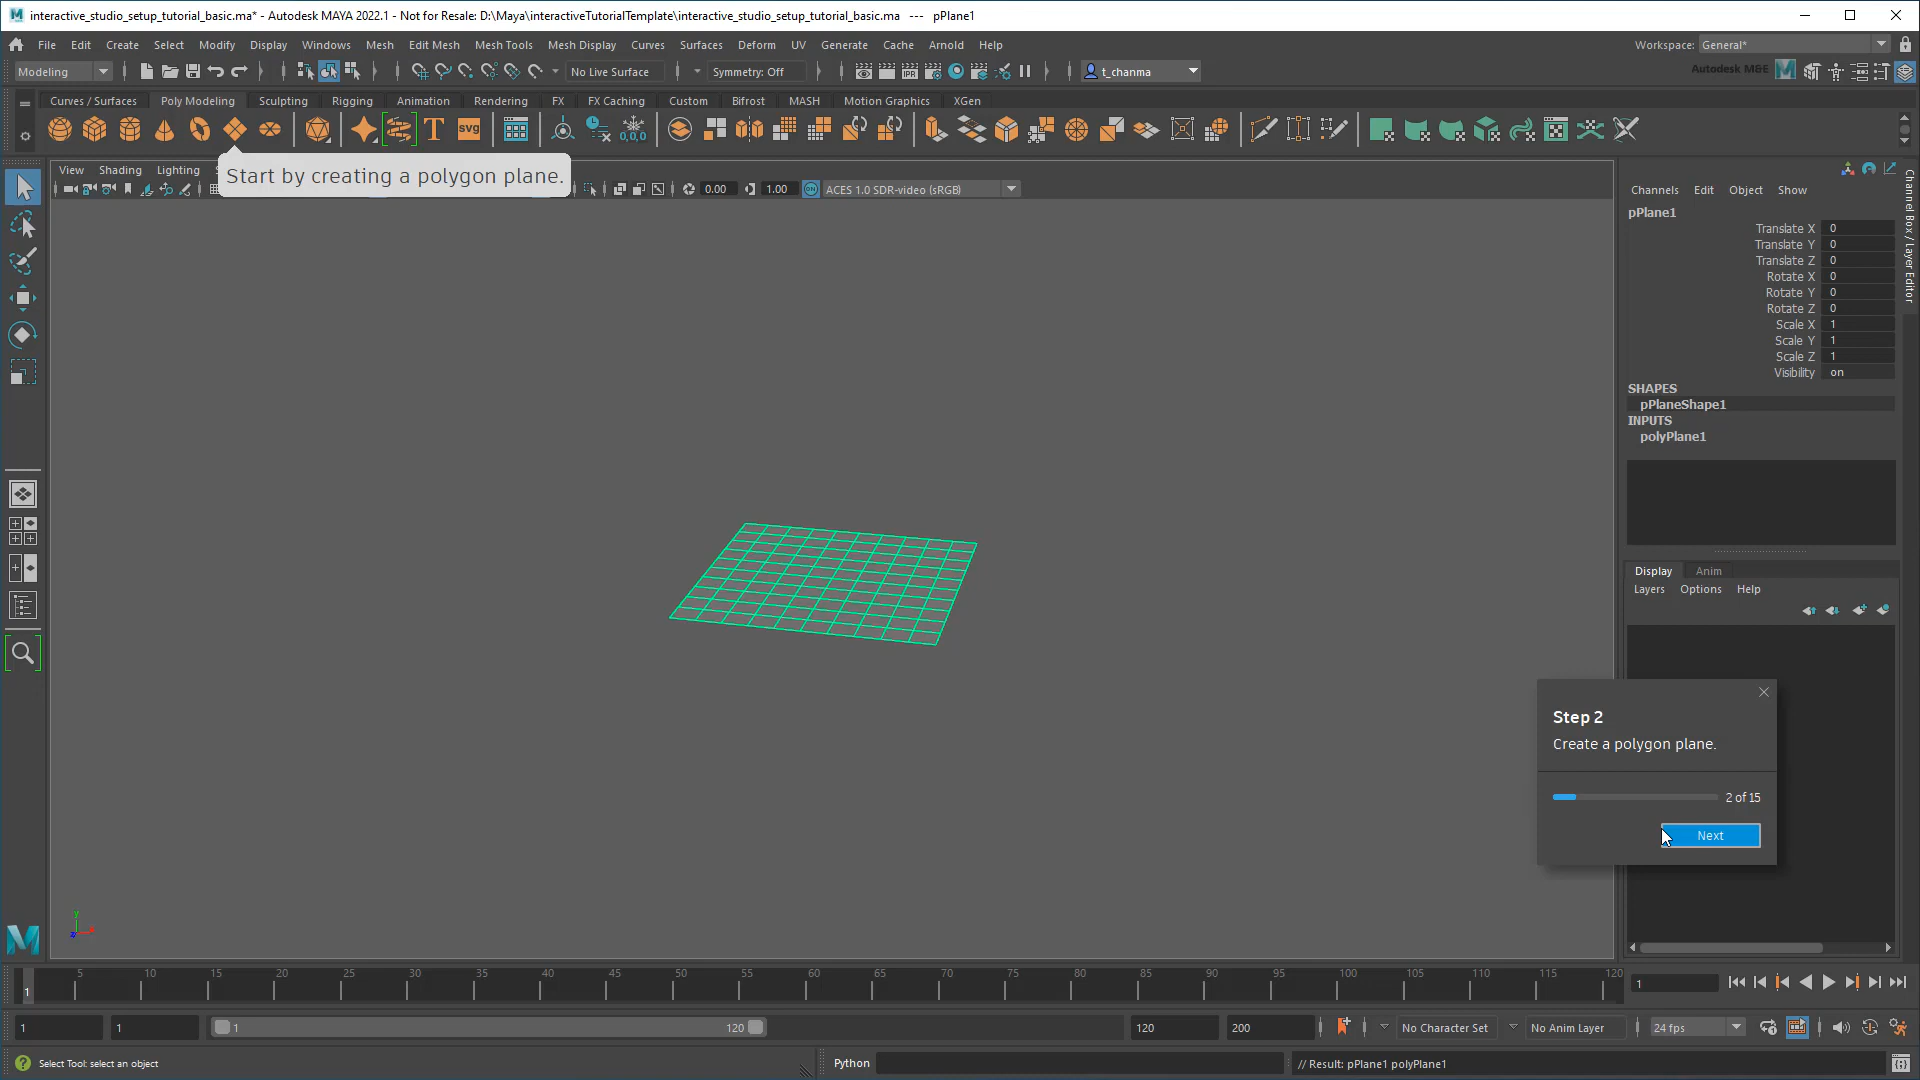 interactive_studio_setup_tutorial_basic.ma* - Autodesk MAYA 2022.1 - Not for Resale: D:\Maya\interactiveTutorialTemplate\interactive_studio_setup_tutorial_basic.ma --- pPlane1
File Edit Create Select Modify Display Windows Mesh Edit Mesh Mesh Tools Mesh Display Curves Surfaces Deform UV Generate Cache Arnold Help
Workspace: General*
Modeling
No Live Surface
Symmetry: Off
IPR
t_chanma
Autodesk M&E
Curves / Surfaces Poly Modeling Sculpting Rigging Animation Rendering FX FX Caching Custom Bifrost MASH Motion Graphics XGen
T
SVG
0,0,0
Start by creating a polygon plane.
View Shading Lighting
0.00
1.00
ON
ACES 1.0 SDR-video (sRGB)
Channels Edit Object Show
pPlane1
Translate X 0
Translate Y 0
Translate Z 0
Rotate X 0
Rotate Y 0
Rotate Z 0
Scale X 1
Scale Y 1
Scale Z 1
Visibility on
SHAPES
pPlaneShape1
INPUTS
polyPlane1
Channel Box / Layer Editor
Display Anim
Layers Options Help
Step 2
Create a polygon plane.
2 of 15
Next
y
z
x
5 10 15 20 25 30 35 40 45 50 55 60 65 70 75 80 85 90 95 100 105 110 115 120
1
1
1
1
1
120
120
200
No Character Set
No Anim Layer
24 fps
Select Tool: select an object
Python
// Result: pPlane1 polyPlane1